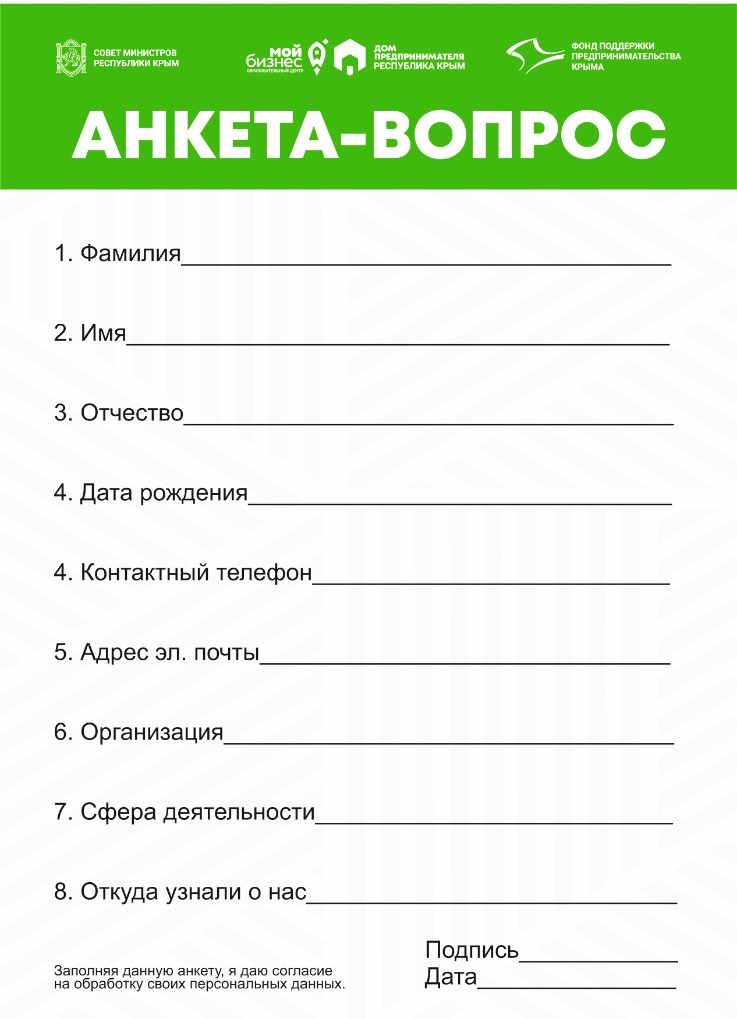 СОВЕТ МИНИСТРОВ
РЕСПУБЛИКИ КРЫМ
МОЙ
бизнес
ОБРАЗОВАТЕЛЬНЫЙ ЦЕНТР
ДОМ
ПРЕДПРИНИМАТЕЛЯ
РЕСПУБЛИКА КРЫМ
ФОНД ПОДДЕРЖКИ
ПРЕДПРИНИМАТЕЛЬСТВА
КРЫМА
АНКЕТА-ВОПРОС
1. Фамилия
2. Имя
3. Отчество
4. Дата рождения
4. Контактный телефон
5. Адрес эл. почты
6. Организация
7. Сфера деятельности
8. Откуда узнали о нас
Подпись
Дата
Заполняя данную анкету, я даю согласие
на обработку своих персональных данных.